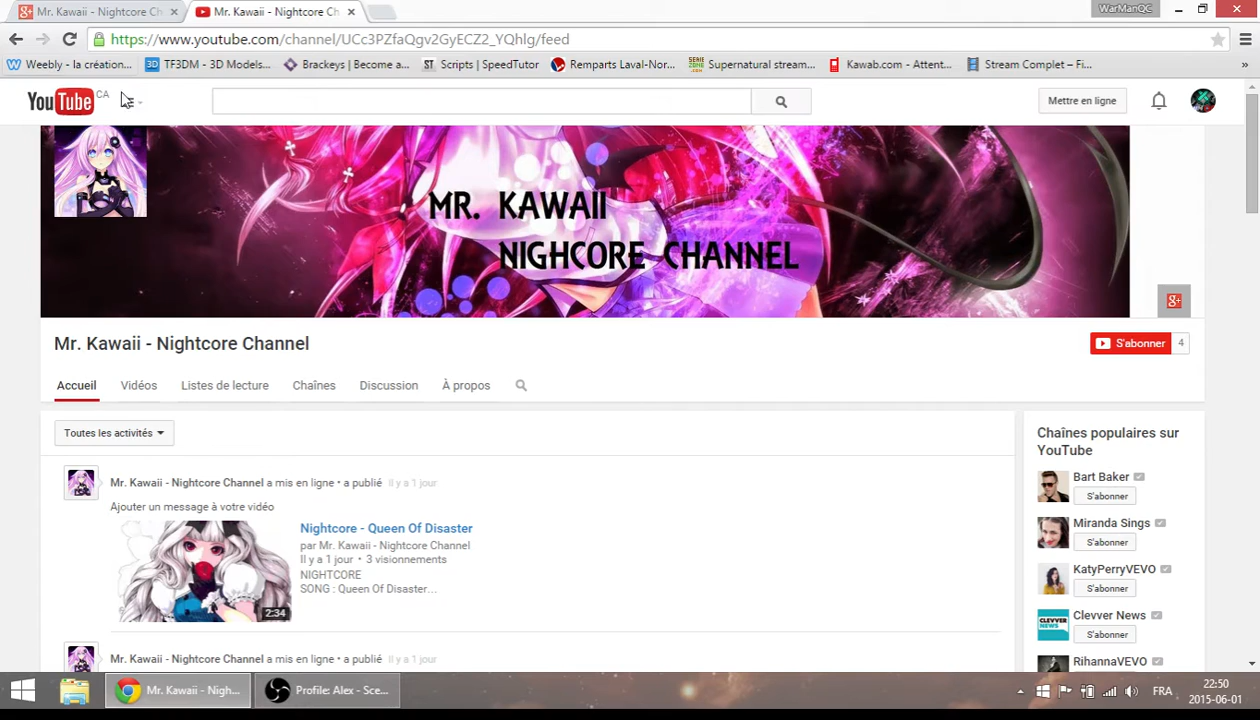 Mr. Kawaii - Nightcore Ch
Mr. Kawaii - Nightcore Ch
WarManQC
https://www.youtube.com/channel/UCc3PZfaQgv2GyECZ2_YQhlg/feed
Weebly - la création...
TF3DM - 3D Models...
Brackeys | Become a...
ST Scripts | SpeedTutor
Remparts Laval-Nor...
Supernatural stream...
Kawab.com - Attent...
Stream Complet – Fi...
»
YouTube CA
Mettre en ligne
MR. KAWAII
NIGHCORE CHANNEL
g+
Mr. Kawaii - Nightcore Channel
S'abonner 4
Accueil Vidéos Listes de lecture Chaînes Discussion À propos
Toutes les activités
Mr. Kawaii - Nightcore Channel a mis en ligne • a publié Il y a 1 jour
Ajouter un message à votre vidéo
Nightcore - Queen Of Disaster
par Mr. Kawaii - Nightcore Channel
Il y a 1 jour • 3 visionnements
NIGHTCORE
SONG : Queen Of Disaster...
2:34
Mr. Kawaii - Nightcore Channel a mis en ligne • a publié Il y a 1 jour
Chaînes populaires sur
YouTube
Bart Baker
S'abonner
Miranda Sings
S'abonner
KatyPerryVEVO
S'abonner
CLEVVER NEWS
Clevver News
S'abonner
RihannaVEVO
Mr. Kawaii - Nigh...
Profile: Alex - Sce...
FRA
22:50
2015-06-01